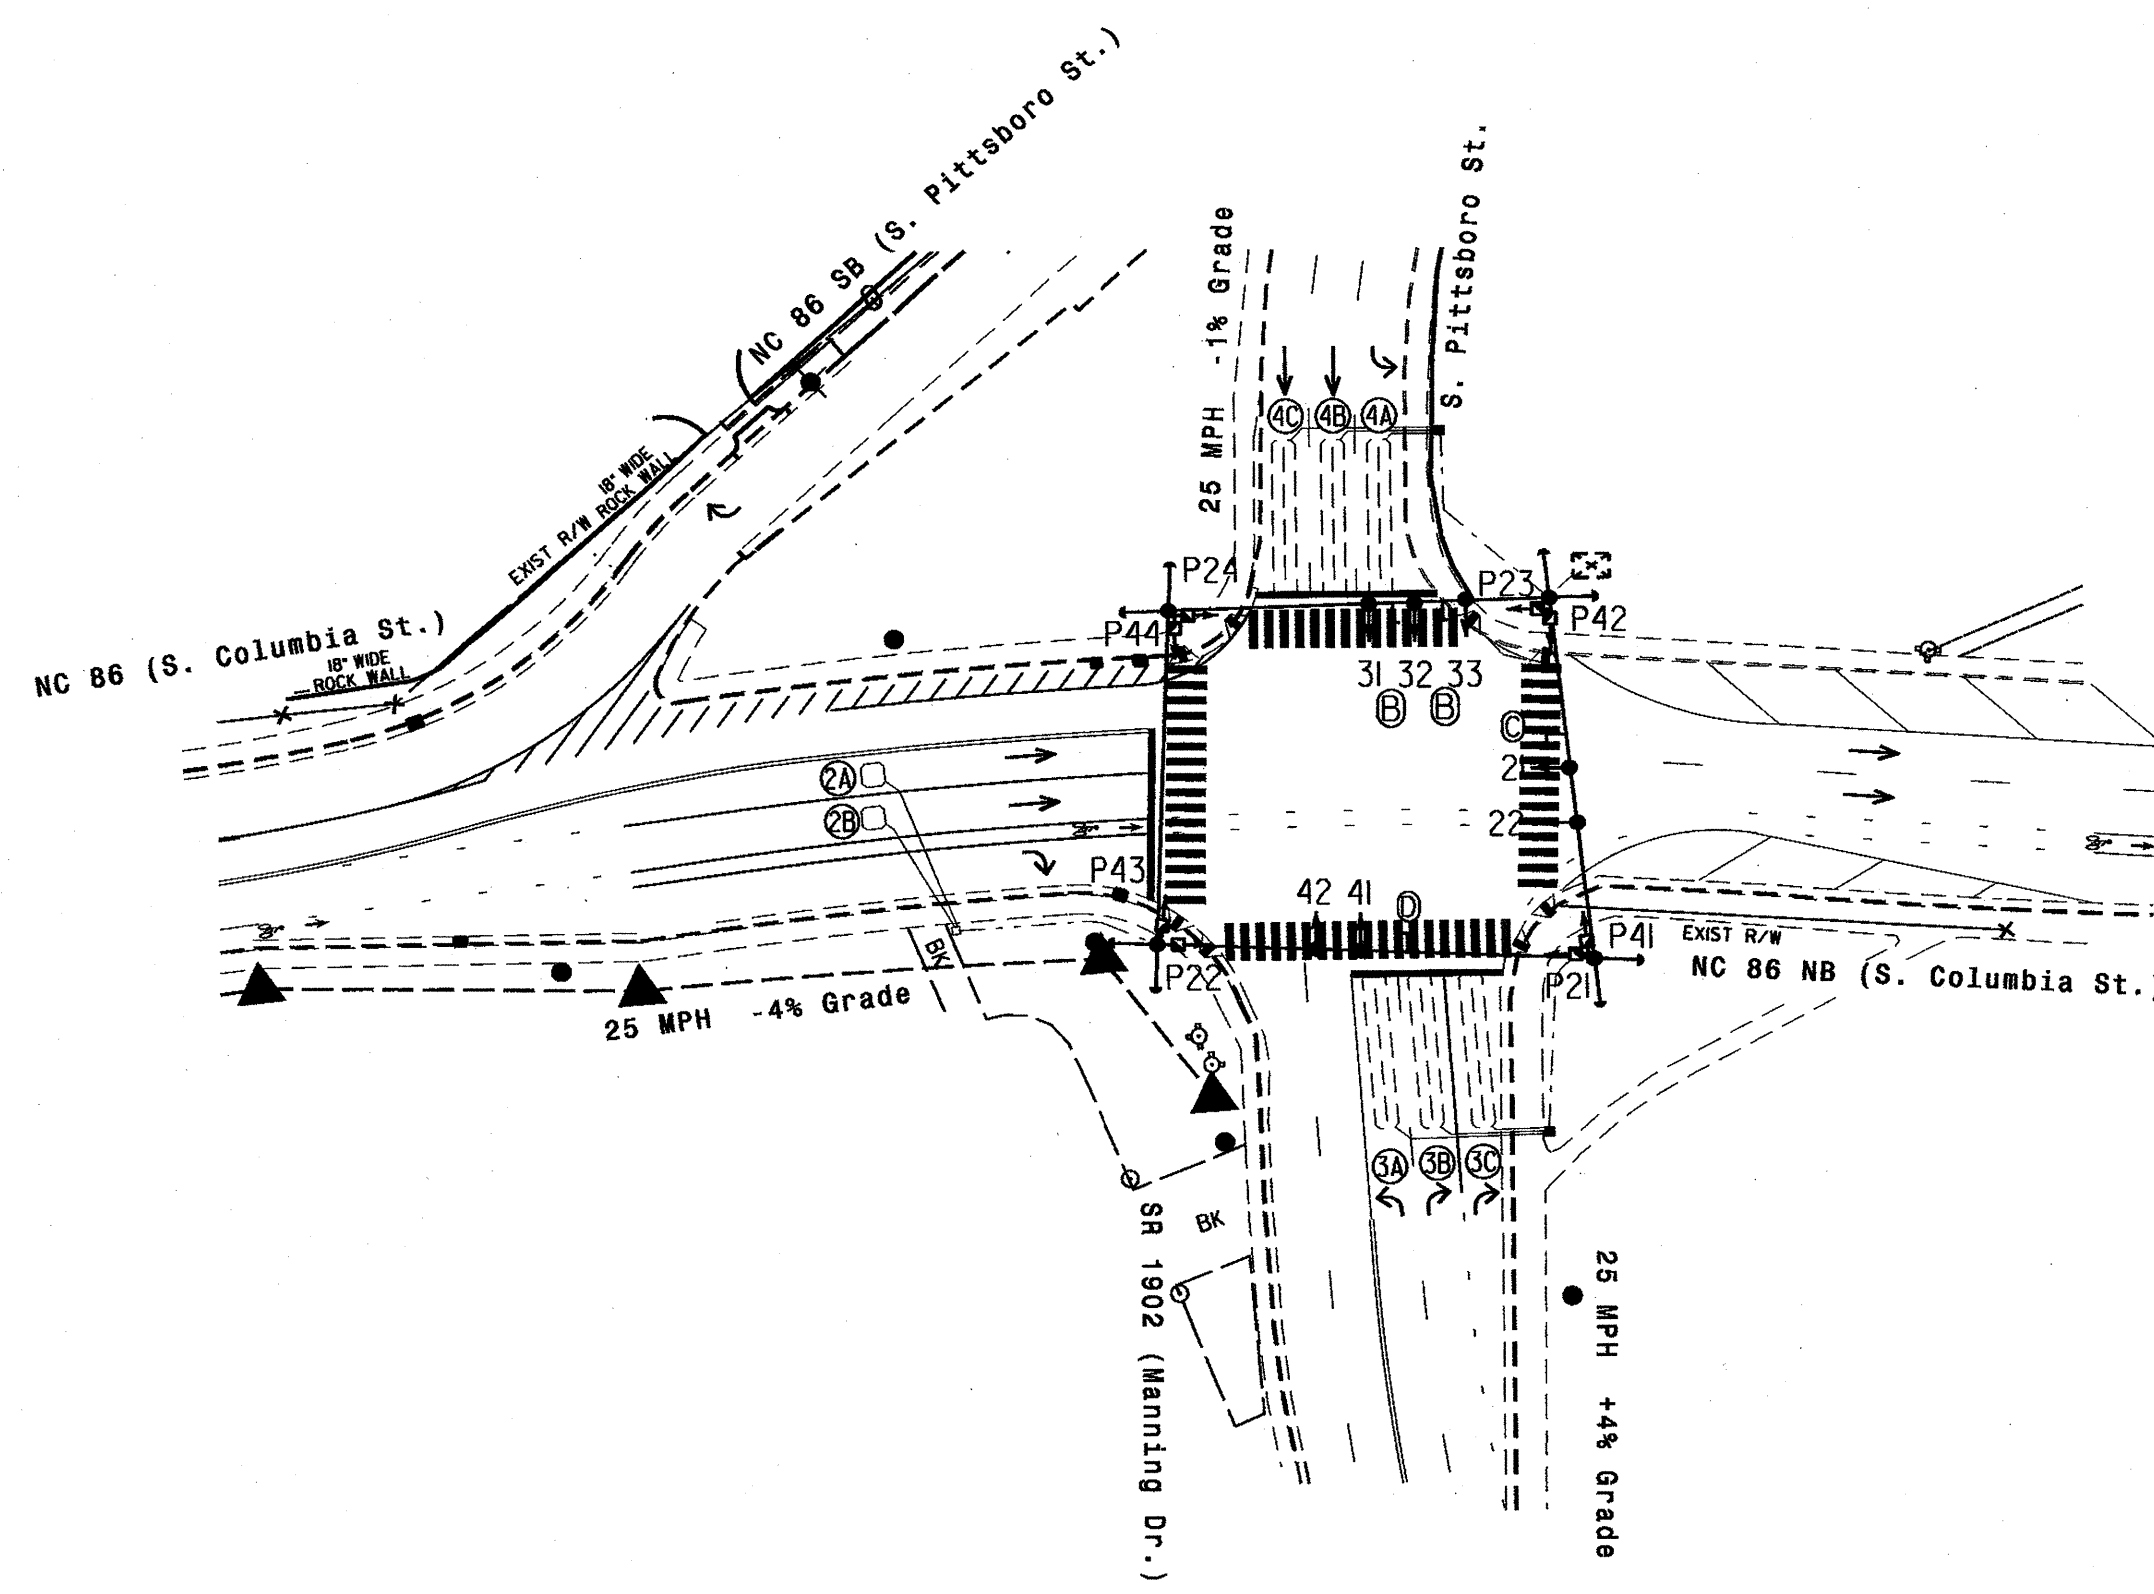 NC 86 SB (S. Pittsboro St.)
S. Pittsboro St.
25 MPH -1% Grade
18" WIDE
ROCK WALL
EXIST R/W
NC 86 (S. Columbia St.)
18" WIDE
ROCK WALL
4C 4B 4A
P24
P23
P44
P42
31 32 33
B B
C
2A
21
2B
22
P43
42 41
D
BK
P22
P41
EXIST R/W
P21
NC 86 NB (S. Columbia St.)
25 MPH -4% Grade
3A 3B 3C
BK
SR 1902 (Manning Dr.)
25 MPH +4% Grade